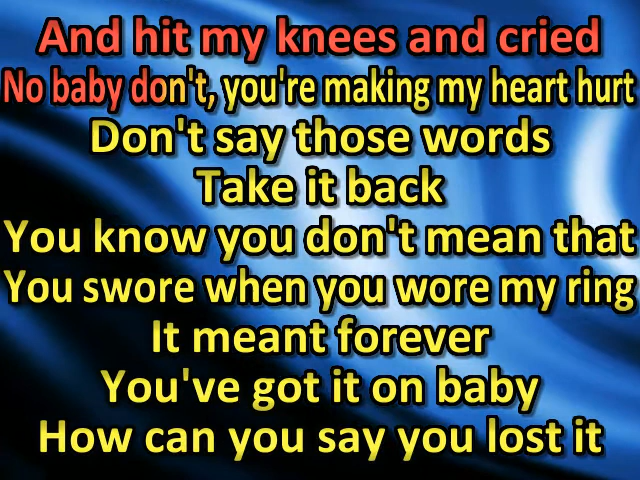 And hit my knees and cried
No baby don't, you're making my heart hurt
Don't say those words
Take it back
You know you don't mean that
You swore when you wore my ring
It meant forever
You've got it on baby
How can you say you lost it